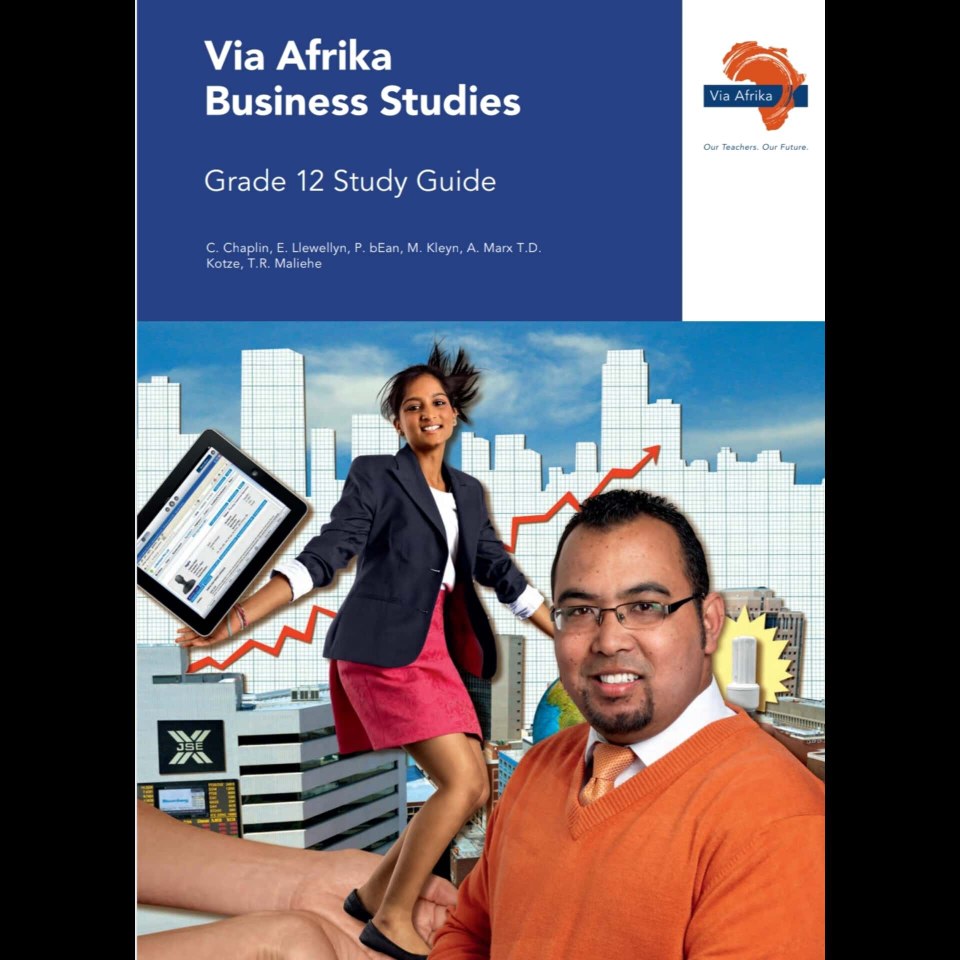 Via Afrika
Business Studies
Via Afrika
Our Teachers. Our Future.
Grade 12 Study Guide
C. Chaplin, E. Llewellyn, P. bEan, M. Kleyn, A. Marx T.D.
Kotze, T.R. Maliehe
JSE
Bloomberg